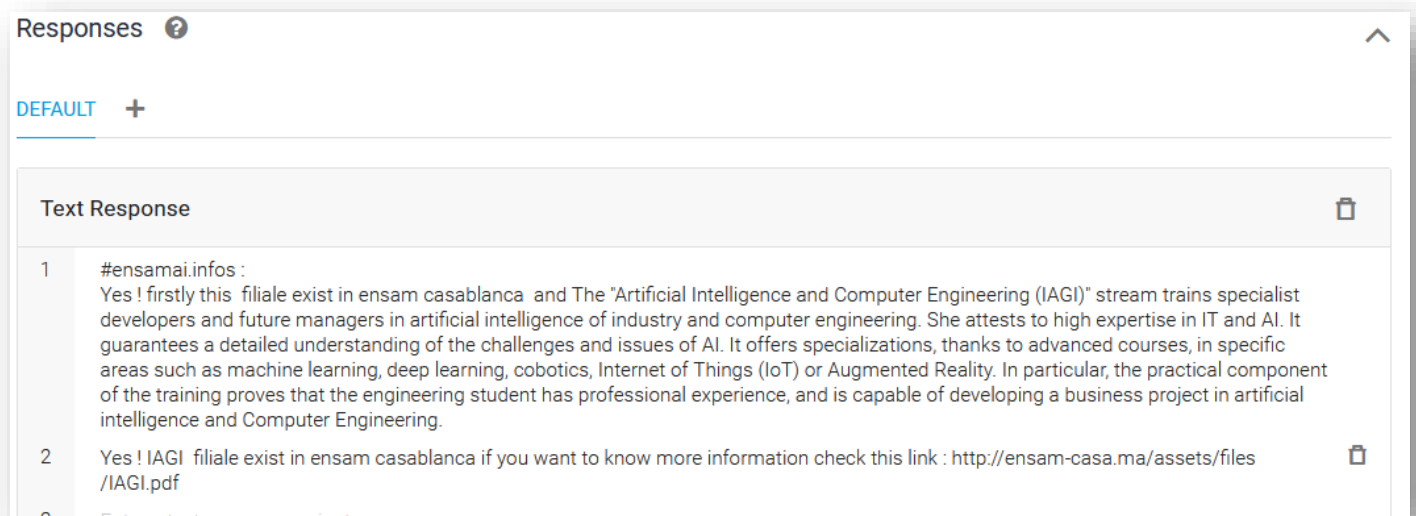 Responses
DEFAULT
Text Response
1 #ensamai.infos :
Yes ! firstly this filiale exist in ensam casablanca and The "Artificial Intelligence and Computer Engineering (IAGI)" stream trains specialist
developers and future managers in artificial intelligence of industry and computer engineering. She attests to high expertise in IT and AI. It
guarantees a detailed understanding of the challenges and issues of AI. It offers specializations, thanks to advanced courses, in specific
areas such as machine learning, deep learning, cobotics, Internet of Things (IoT) or Augmented Reality. In particular, the practical component
of the training proves that the engineering student has professional experience, and is capable of developing a business project in artificial
intelligence and Computer Engineering.
2 Yes ! IAGI filiale exist in ensam casablanca if you want to know more information check this link : http://ensam-casa.ma/assets/files
/IAGI.pdf